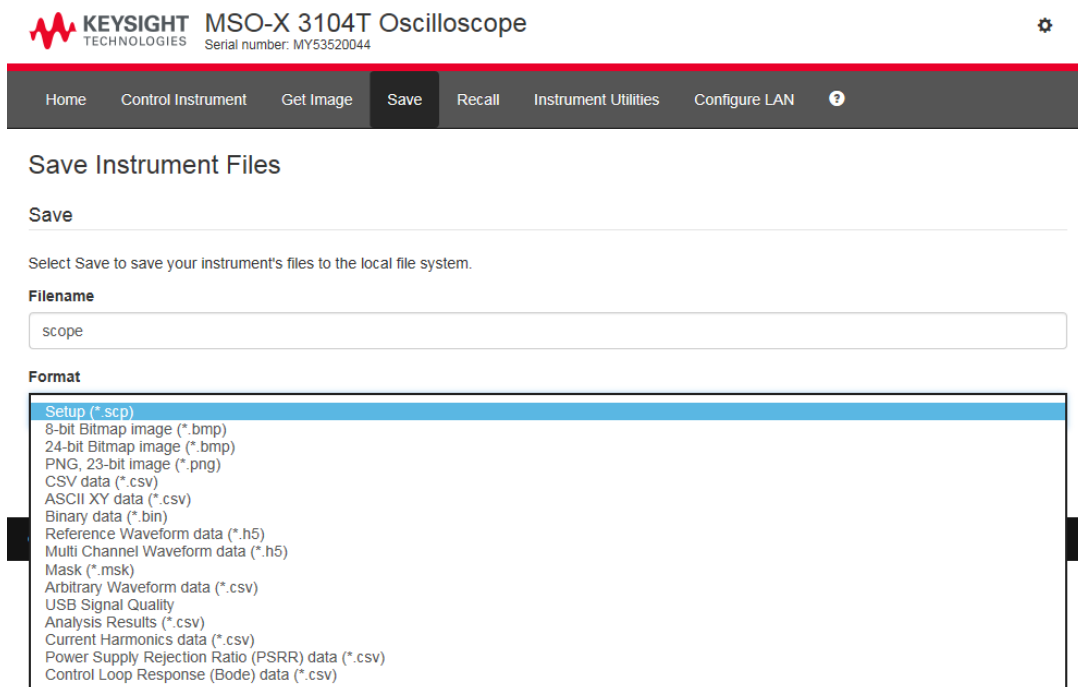 KEYSIGHT TECHNOLOGIES
MSO-X 3104T Oscilloscope
Serial number: MY53520044
Home Control Instrument Get Image Save Recall Instrument Utilities Configure LAN ?
Save Instrument Files
Save
Select Save to save your instrument's files to the local file system.
Filename
scope
Format
Setup (*.scp)
8-bit Bitmap image (*.bmp)
24-bit Bitmap image (*.bmp)
PNG, 23-bit image (*.png)
CSV data (*.csv)
ASCII XY data (*.csv)
Binary data (*.bin)
Reference Waveform data (*.h5)
Multi Channel Waveform data (*.h5)
Mask (*.msk)
Arbitrary Waveform data (*.csv)
USB Signal Quality
Analysis Results (*.csv)
Current Harmonics data (*.csv)
Power Supply Rejection Ratio (PSRR) data (*.csv)
Control Loop Response (Bode) data (*.csv)